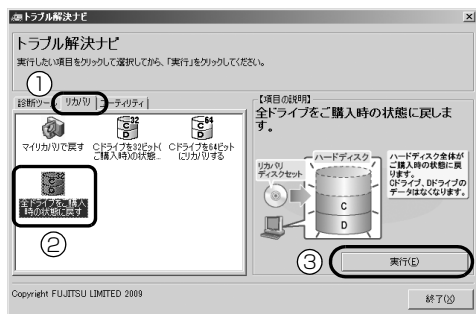 トラブル解決ナビ
トラブル解決ナビ
実行したい項目をクリックして選択してから、「実行」をクリックしてください。
①
診断ツール リカバリ ユーティリティ
マイリカバリで戻す
Cドライブを32ビット(ご購入時)の状態...
Cドライブを64ビットにリカバリする
32
C
D
64
C
D
32
C
D
全ドライブをご購入
時の状態に戻す
②
【項目の説明】
全ドライブをご購入時の状態に戻しま
す。
リカバリ
ディスクセット
ハードディスク
C
D
ハードディスク全体が
ご購入時の状態に戻
ります。
Cドライブ、Dドライブの
データはなくなります。
③
実行(E)
Copyright FUJITSU LIMITED 2009
終了(X)